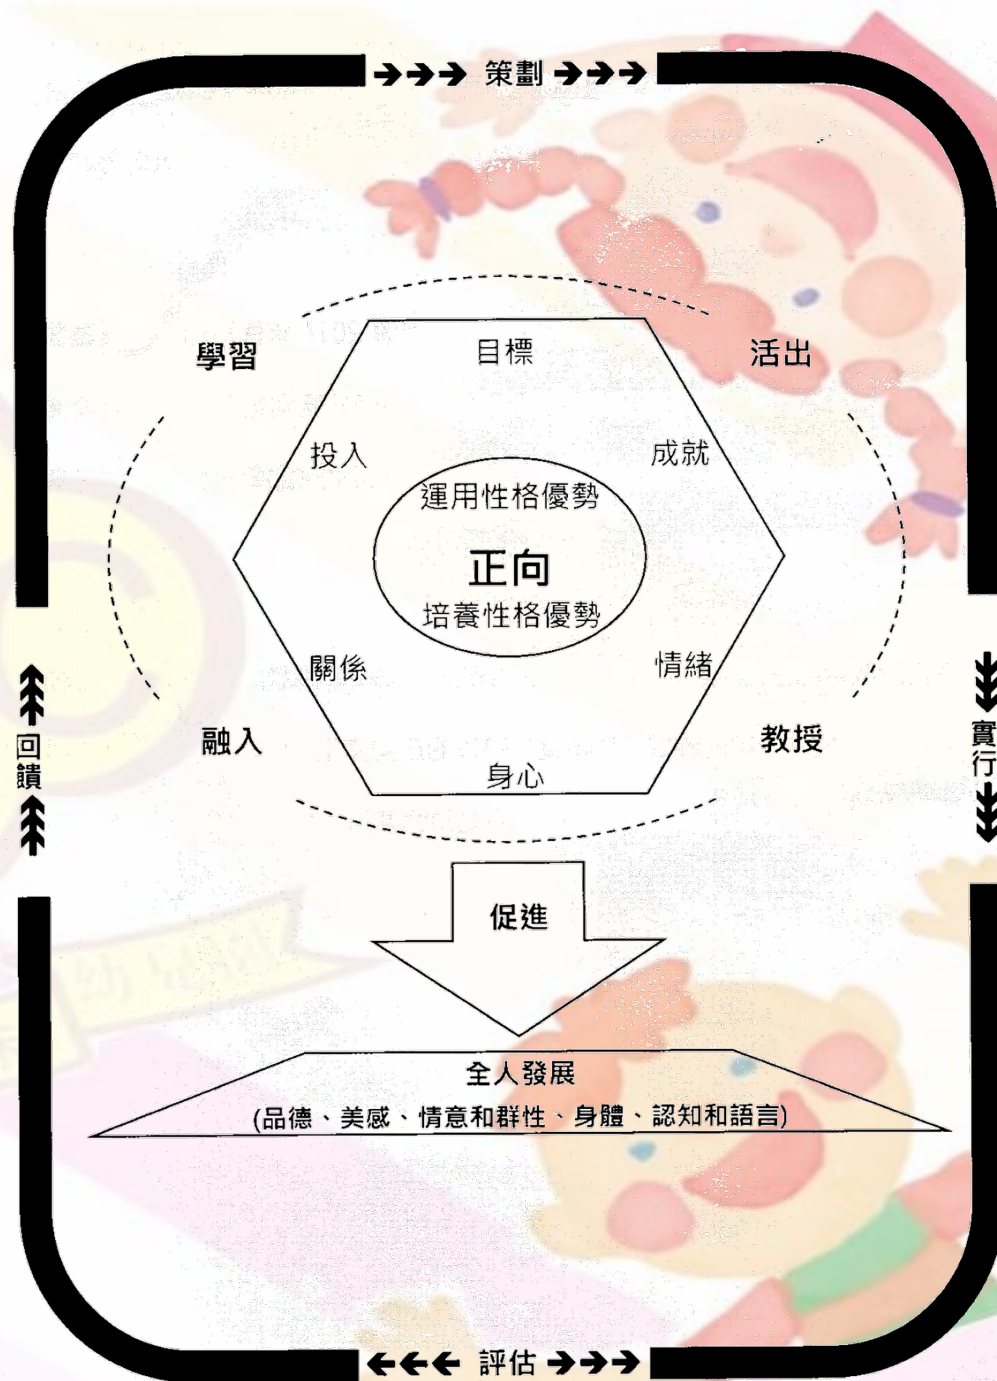 →→→ 策劃 →→→
學習
目標
活出
投入
成就
運用性格優勢
正向
培養性格優勢
關係
情緒
融入
教授
身心
回饋
實行
促進
全人發展
(品德、美感、情意和群性、身體、認知和語言)
←←← 評估 →→→